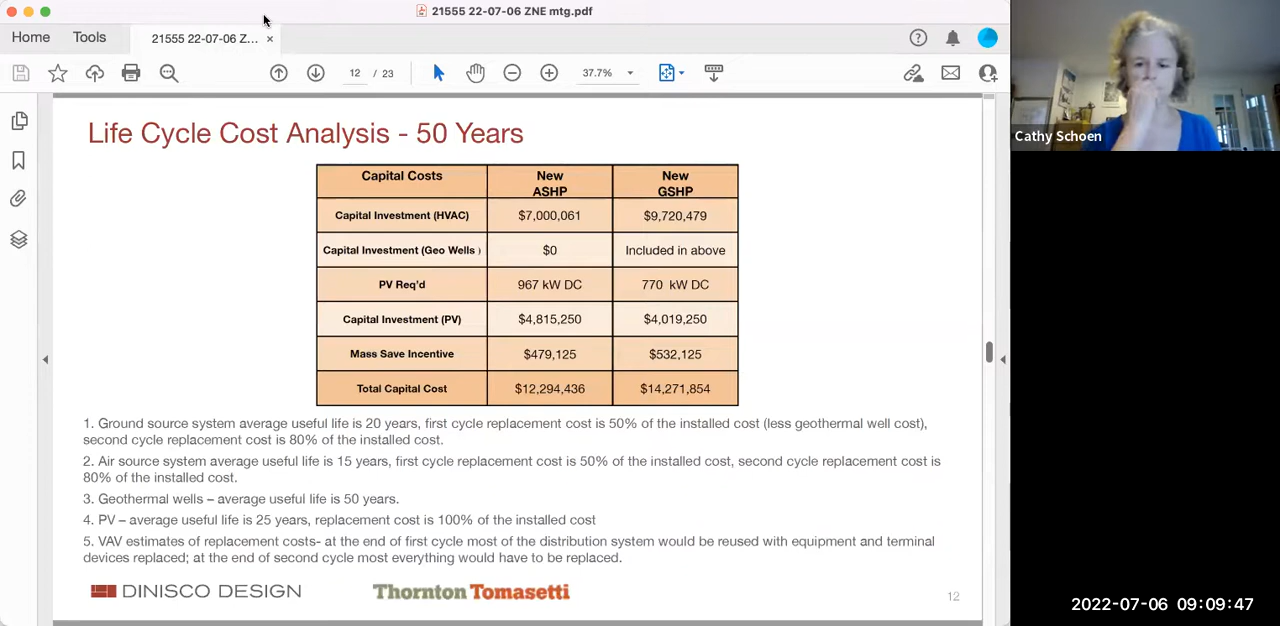 21555 22-07-06 ZNE mtg.pdf
Home Tools 21555 22-07-06 Z... ×
12 / 23 37.7%
Life Cycle Cost Analysis - 50 Years
Capital Costs New ASHP New GSHP
Capital Investment (HVAC) $7,000,061 $9,720,479
Capital Investment (Geo Wells ) $0 Included in above
PV Req'd 967 kW DC 770 kW DC
Capital Investment (PV) $4,815,250 $4,019,250
Mass Save Incentive $479,125 $532,125
Total Capital Cost $12,294,436 $14,271,854
1. Ground source system average useful life is 20 years, first cycle replacement cost is 50% of the installed cost (less geothermal well cost),
second cycle replacement cost is 80% of the installed cost.
2. Air source system average useful life is 15 years, first cycle replacement cost is 50% of the installed cost, second cycle replacement cost is
80% of the installed cost.
3. Geothermal wells – average useful life is 50 years.
4. PV – average useful life is 25 years, replacement cost is 100% of the installed cost
5. VAV estimates of replacement costs- at the end of first cycle most of the distribution system would be reused with equipment and terminal
devices replaced; at the end of second cycle most everything would have to be replaced.
DINISCO DESIGN Thornton Tomasetti 12
Cathy Schoen
2022-07-06 09:09:47